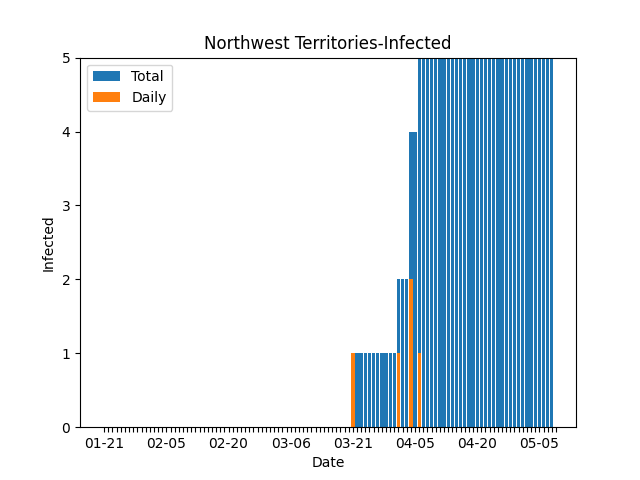 Northwest Territories-Infected
Total
Daily
5
4
3
2
1
0
Infected
01-21 02-05 02-20 03-06 03-21 04-05 04-20 05-05
Date